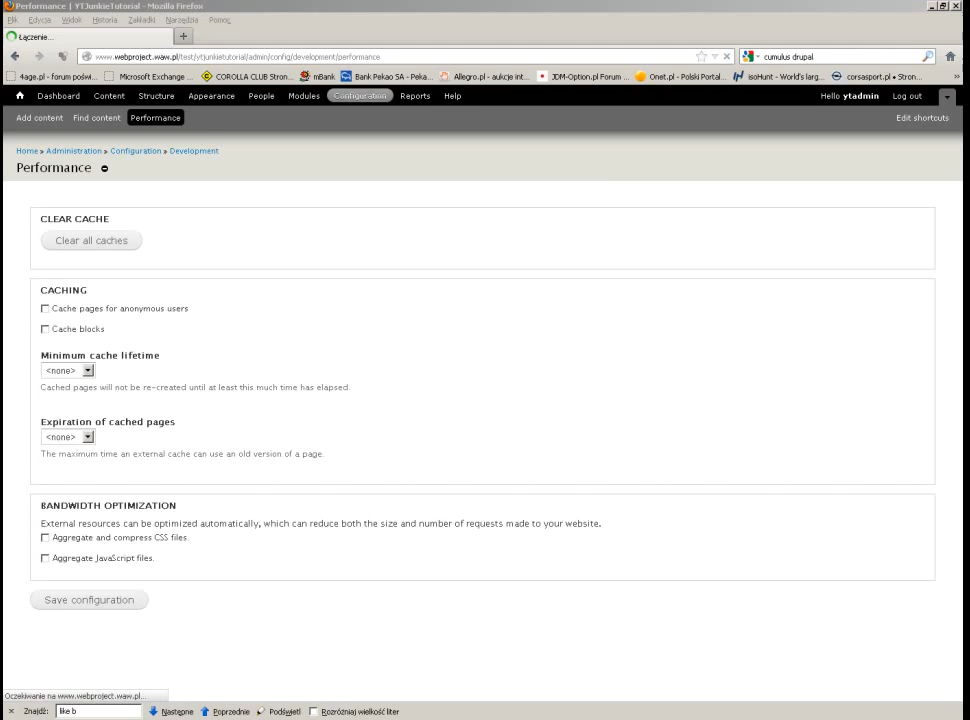 Performance | YTJunkieTutorial - Mozilla Firefox
Plik Edycja Widok Historia Zakładki Narzędzia Pomoc
Łączenie...
www.webproject.waw.pl/test/ytjunkietutorial/admin/config/development/performance
cumulus drupal
4age.pl - forum poświ... Microsoft Exchange ... COROLLA CLUB Stron... mBank Bank Pekao SA - Peka... Allegro.pl - aukcje int... JDM-Option.pl Forum ... Onet.pl - Polski Portal... isoHunt - World's larg... corsasport.pl • Stron... »
Dashboard Content Structure Appearance People Modules Configuration Reports Help Hello ytadmin Log out
Add content Find content Performance Edit shortcuts
Home » Administration » Configuration » Development
Performance
CLEAR CACHE
Clear all caches
CACHING
Cache pages for anonymous users
Cache blocks
Minimum cache lifetime
<none>
Cached pages will not be re-created until at least this much time has elapsed.
Expiration of cached pages
<none>
The maximum time an external cache can use an old version of a page.
BANDWIDTH OPTIMIZATION
External resources can be optimized automatically, which can reduce both the size and number of requests made to your website.
Aggregate and compress CSS files.
Aggregate JavaScript files.
Save configuration
Oczekiwanie na www.webproject.waw.pl...
× Znajdź: like b Następne Poprzednie Podświetl Rozróżniaj wielkość liter